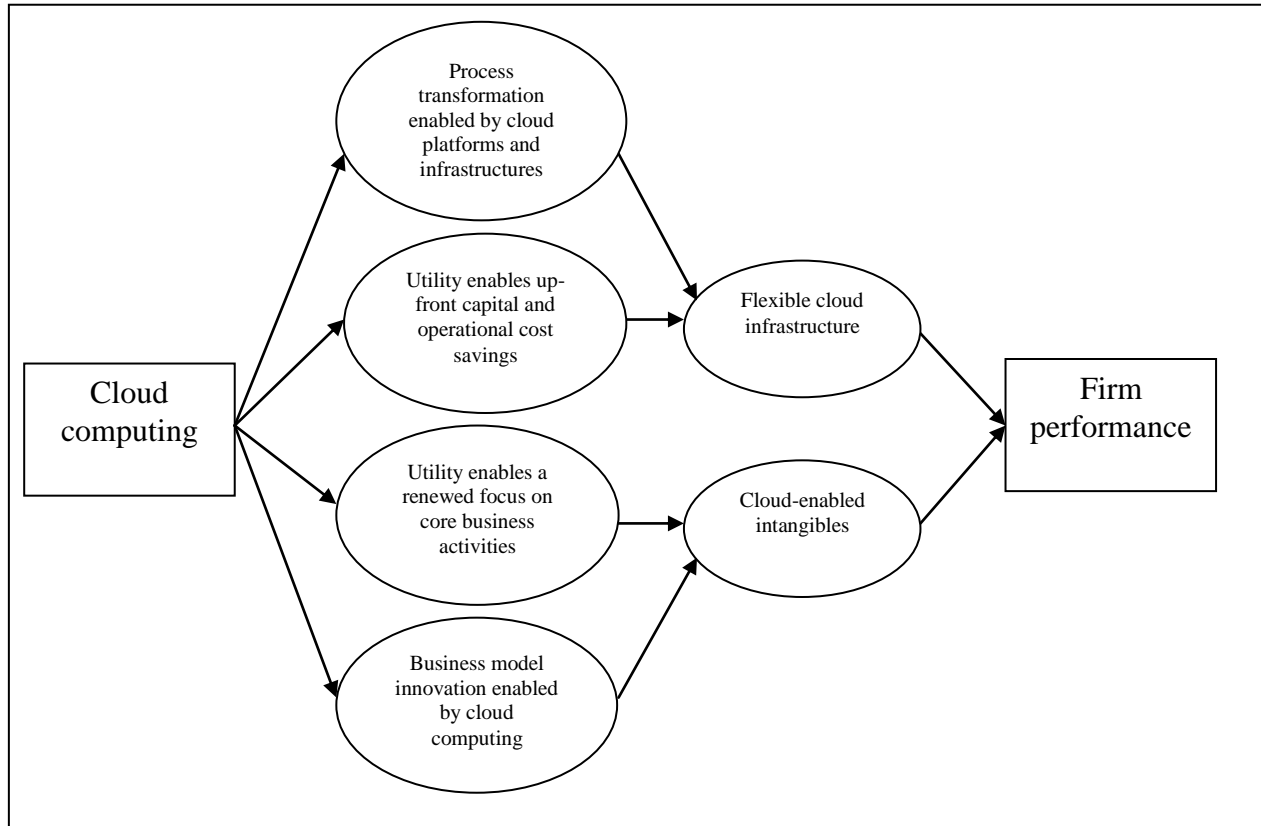 Process
transformation
enabled by cloud
platforms and
infrastructures
Utility enables up-
front capital and
operational cost
savings
Flexible cloud
infrastructure
Cloud
computing
Firm
performance
Utility enables a
renewed focus on
core business
activities
Cloud-enabled
intangibles
Business model
innovation enabled
by cloud
computing